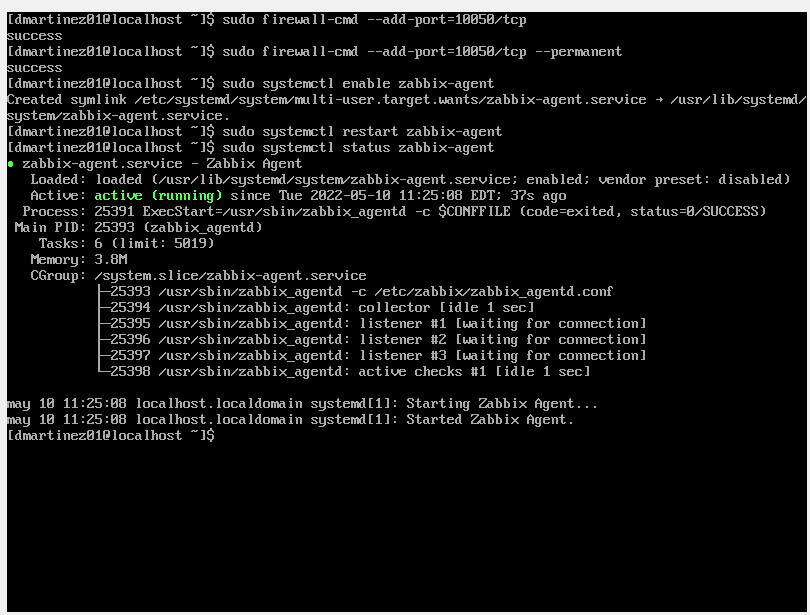 [dmartinez01@localhost ~]$ sudo firewall-cmd --add-port=10050/tcp
success
[dmartinez01@localhost ~]$ sudo firewall-cmd --add-port=10050/tcp --permanent
success
[dmartinez01@localhost ~]$ sudo systemctl enable zabbix-agent
Created symlink /etc/systemd/system/multi-user.target.wants/zabbix-agent.service → /usr/lib/systemd/
system/zabbix-agent.service.
[dmartinez01@localhost ~]$ sudo systemctl restart zabbix-agent
[dmartinez01@localhost ~]$ sudo systemctl status zabbix-agent
● zabbix-agent.service - Zabbix Agent
   Loaded: loaded (/usr/lib/systemd/system/zabbix-agent.service; enabled; vendor preset: disabled)
   Active: active (running) since Tue 2022-05-10 11:25:08 EDT; 37s ago
  Process: 25391 ExecStart=/usr/sbin/zabbix_agentd -c $CONFFILE (code=exited, status=0/SUCCESS)
 Main PID: 25393 (zabbix_agentd)
    Tasks: 6 (limit: 5019)
   Memory: 3.8M
   CGroup: /system.slice/zabbix-agent.service
           ├─25393 /usr/sbin/zabbix_agentd -c /etc/zabbix/zabbix_agentd.conf
           ├─25394 /usr/sbin/zabbix_agentd: collector [idle 1 sec]
           ├─25395 /usr/sbin/zabbix_agentd: listener #1 [waiting for connection]
           ├─25396 /usr/sbin/zabbix_agentd: listener #2 [waiting for connection]
           ├─25397 /usr/sbin/zabbix_agentd: listener #3 [waiting for connection]
           └─25398 /usr/sbin/zabbix_agentd: active checks #1 [idle 1 sec]
may 10 11:25:08 localhost.localdomain systemd[1]: Starting Zabbix Agent...
may 10 11:25:08 localhost.localdomain systemd[1]: Started Zabbix Agent.
[dmartinez01@localhost ~]$